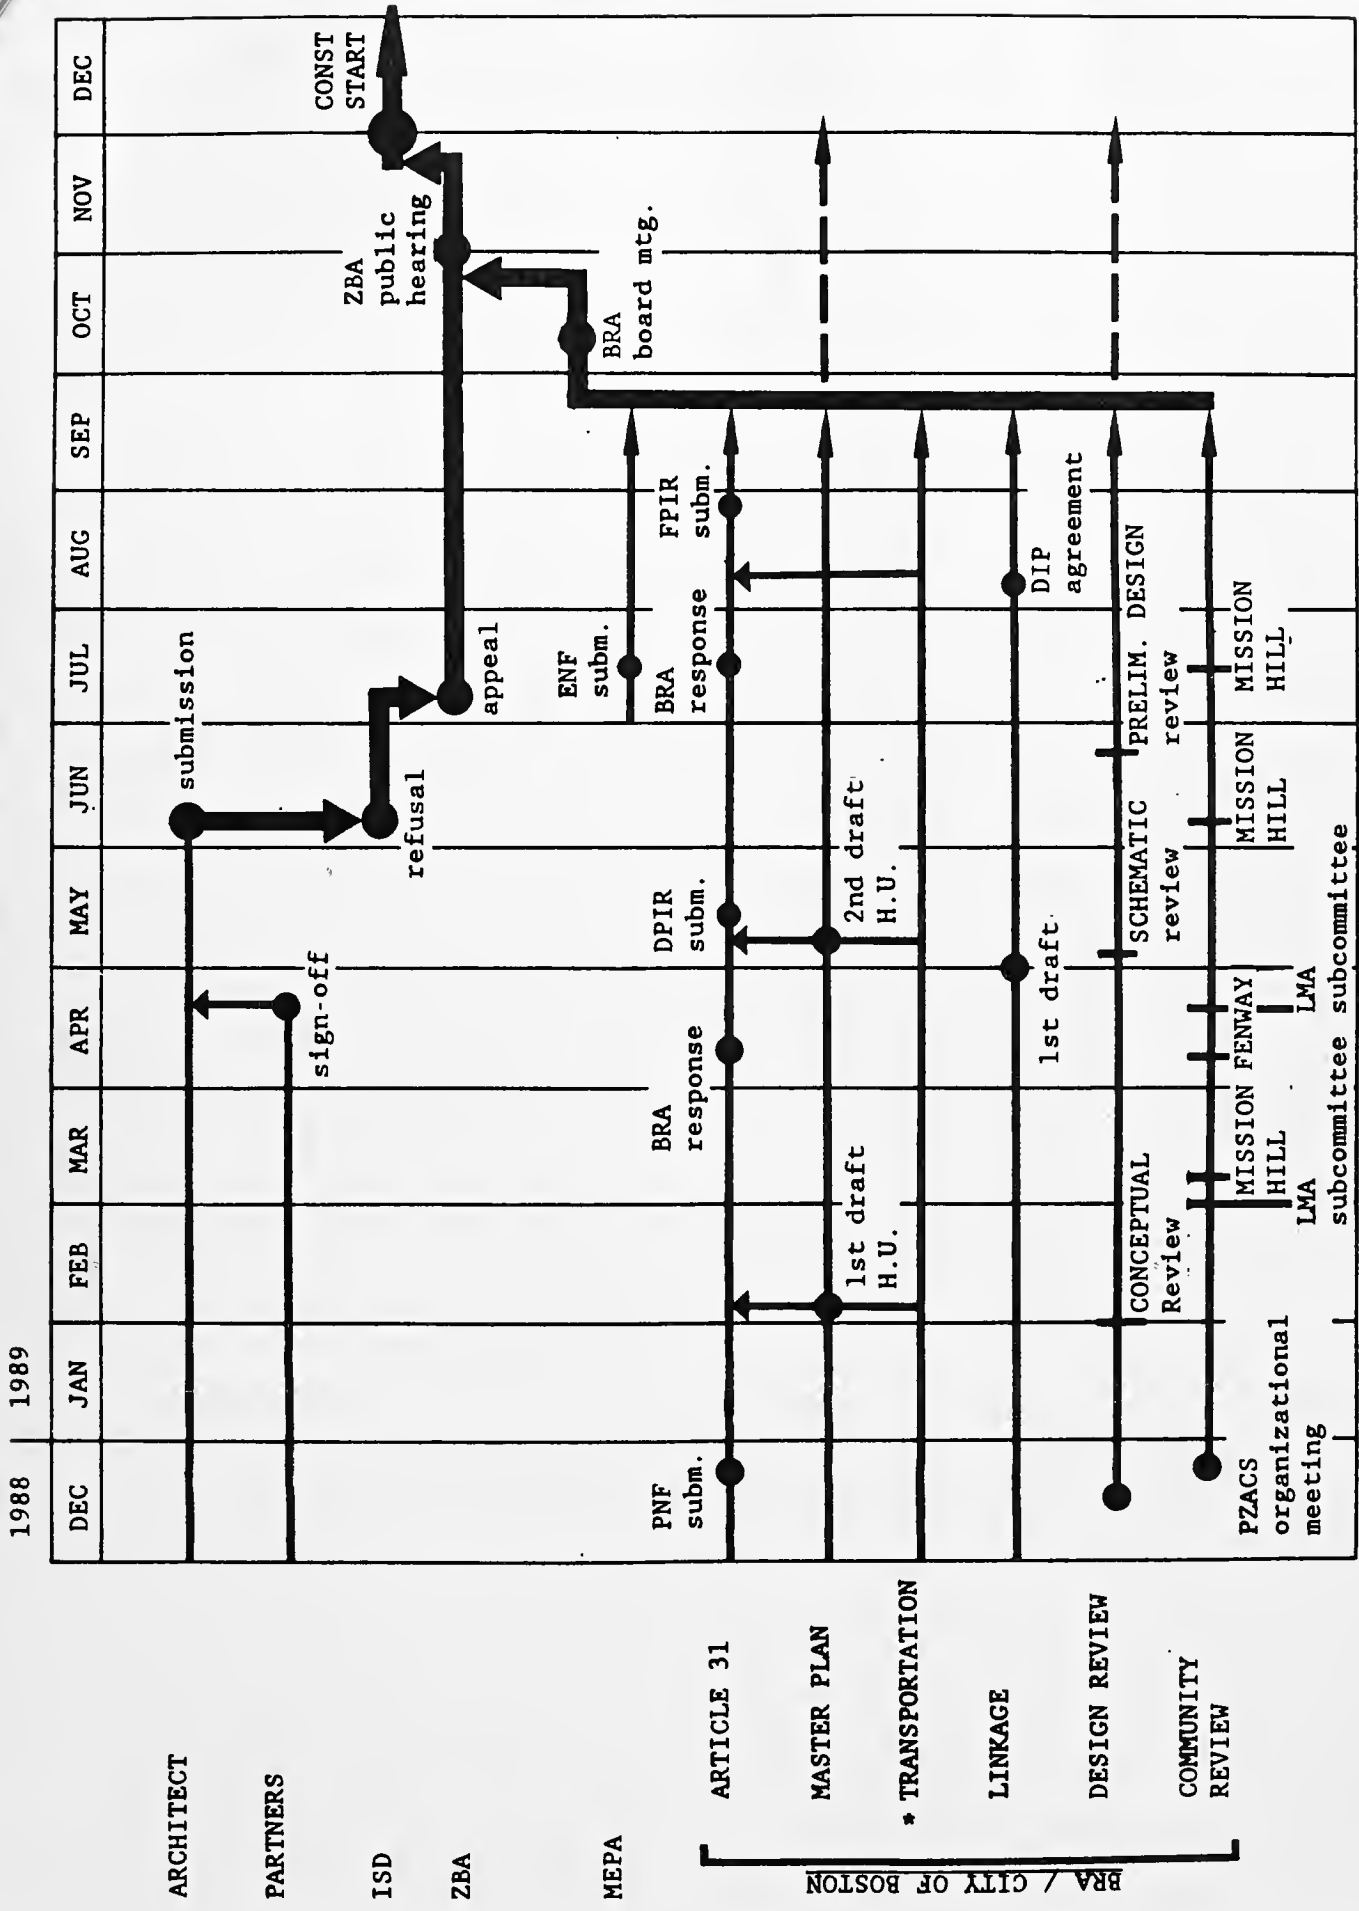 1988 1989
DEC JAN FEB MAR APR MAY JUN JUL AUG SEP OCT NOV DEC
ARCHITECT
submission
PARTNERS
sign-off
ISD
refusal
CONST
START
ZBA
appeal
ZBA
public
hearing
MEPA
ENF
subm.
BRA
board mtg.
BRA / CITY OF BOSTON
ARTICLE 31
PNF
subm.
BRA
response
DPIR
subm.
BRA
response
FPIR
subm.
MASTER PLAN
1st draft
H.U.
2nd draft
H.U.
* TRANSPORTATION
LINKAGE
1st draft
DIP
agreement
DESIGN REVIEW
CONCEPTUAL
Review
SCHEMATIC
review
PRELIM. DESIGN
review
COMMUNITY
REVIEW
PZACS
organizational
meeting
LMA
subcommittee
MISSION
HILL
FENWAY
LMA
subcommittee
MISSION
HILL
MISSION
HILL